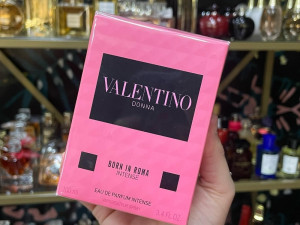 VALENTINO
DONNA
BORN IN ROMA
INTENSE
EAU DE PARFUM INTENSE